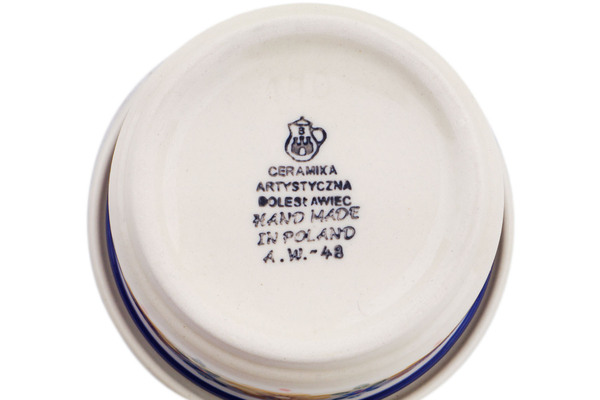 B
CERAMIKA
ARTYSTYCZNA
BOLESŁAWIEC
HAND MADE
IN POLAND
A.W.-48